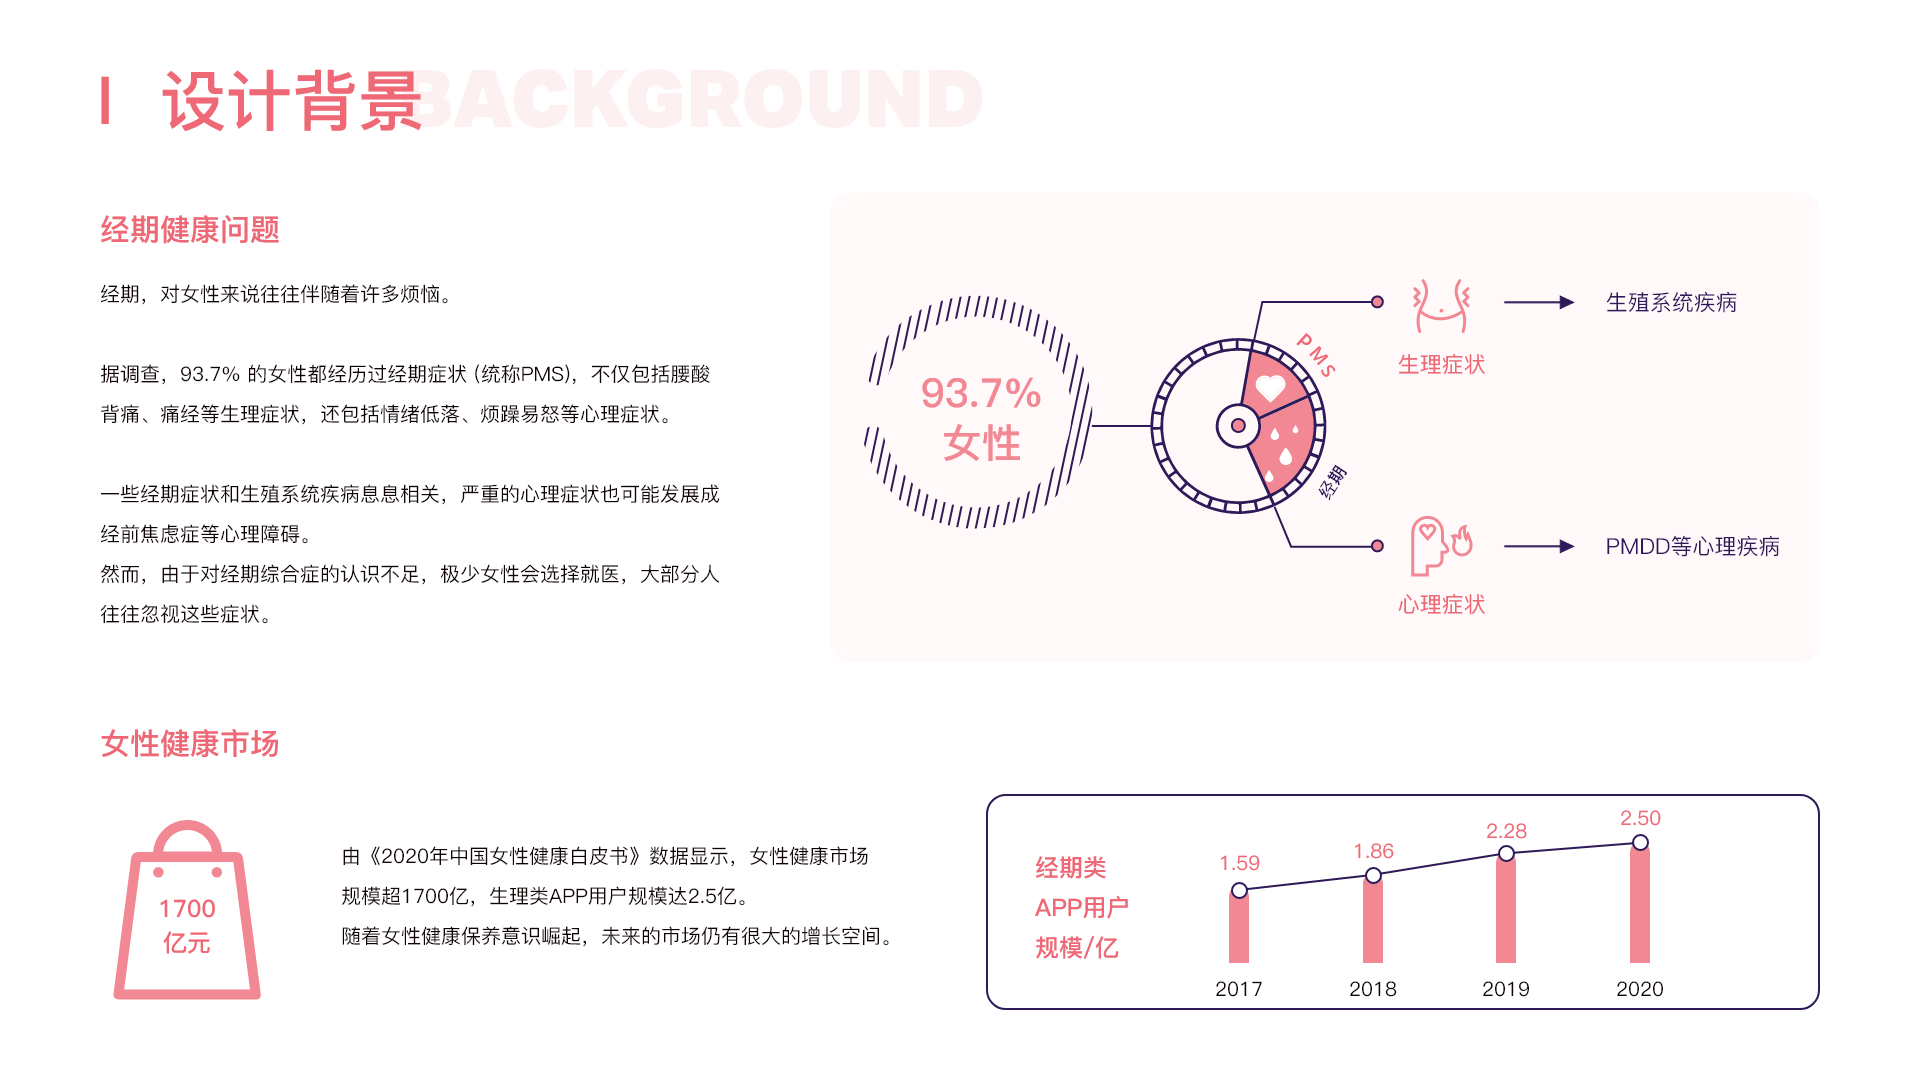 设计背景
BACKGROUND
经期健康问题
经期，对女性来说往往伴随着许多烦恼。
据调查，93.7% 的女性都经历过经期症状 (统称PMS)，不仅包括腰酸
背痛、痛经等生理症状，还包括情绪低落、烦躁易怒等心理症状。
一些经期症状和生殖系统疾病息息相关，严重的心理症状也可能发展成
经前焦虑症等心理障碍。
然而，由于对经期综合症的认识不足，极少女性会选择就医，大部分人
往往忽视这些症状。
93.7%
女性
PMS
经期
生理症状
生殖系统疾病
心理症状
PMDD等心理疾病
女性健康市场
1700
亿元
由《2020年中国女性健康白皮书》数据显示，女性健康市场
规模超1700亿，生理类APP用户规模达2.5亿。
随着女性健康保养意识崛起，未来的市场仍有很大的增长空间。
经期类
APP用户
规模/亿
1.59
1.86
2.28
2.50
2017
2018
2019
2020